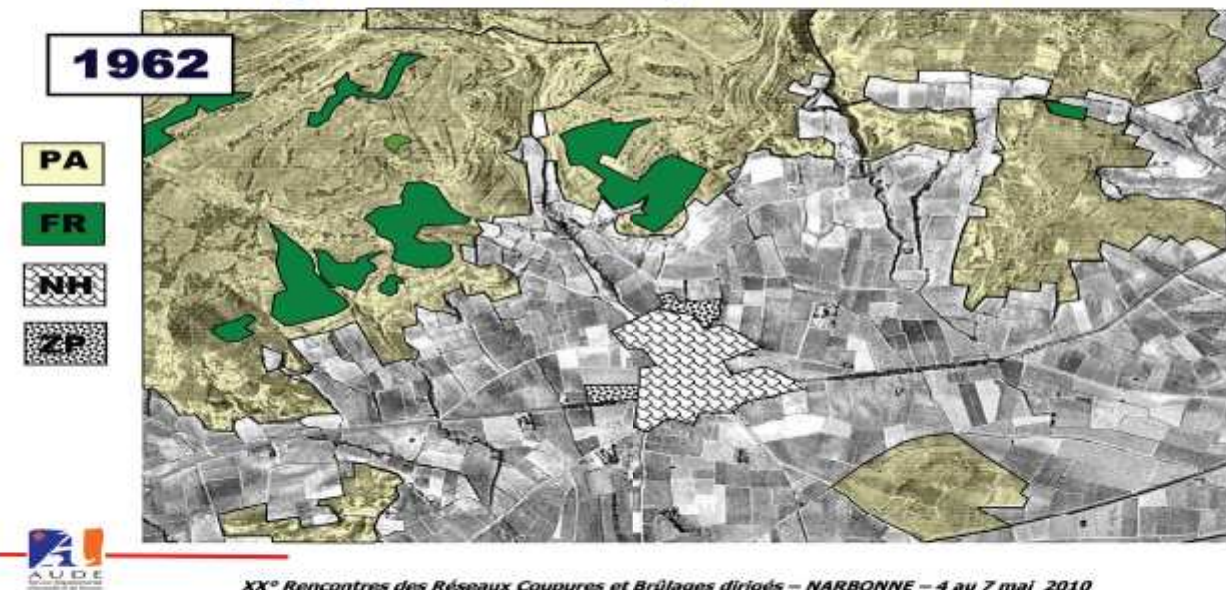 1962
PA
FR
NH
ZP
AUDE
XX° Rencontres des Réseaux Coupures et Brûlages dirigés – NARBONNE – 4 au 7 mai 2010